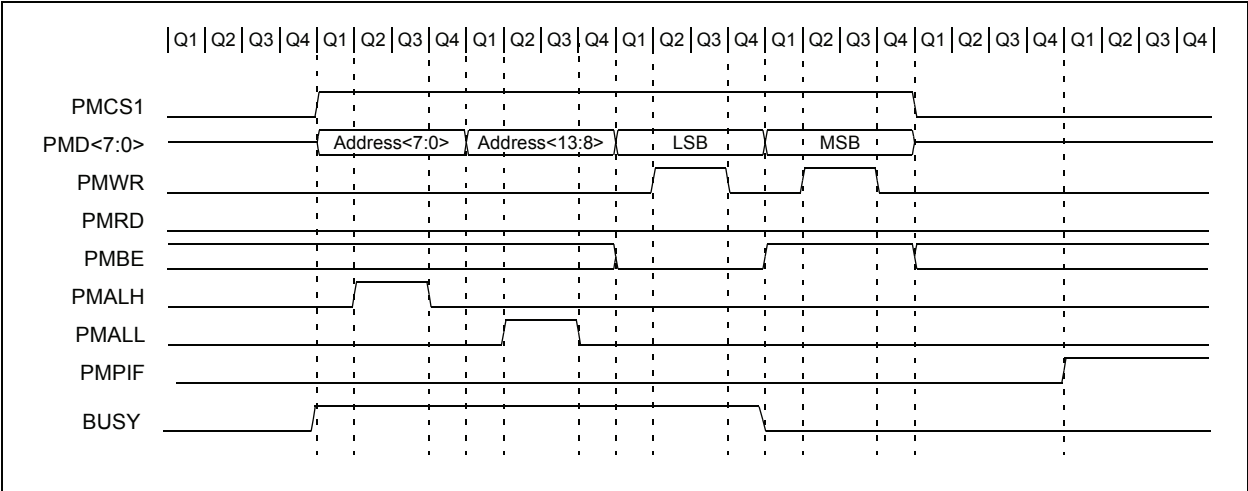 Q1 Q2 Q3 Q4 Q1 Q2 Q3 Q4 Q1 Q2 Q3 Q4 Q1 Q2 Q3 Q4 Q1 Q2 Q3 Q4 Q1 Q2 Q3 Q4 Q1 Q2 Q3 Q4
PMCS1
PMD<7:0> Address<7:0> Address<13:8> LSB MSB
PMWR
PMRD
PMBE
PMALH
PMALL
PMPIF
BUSY